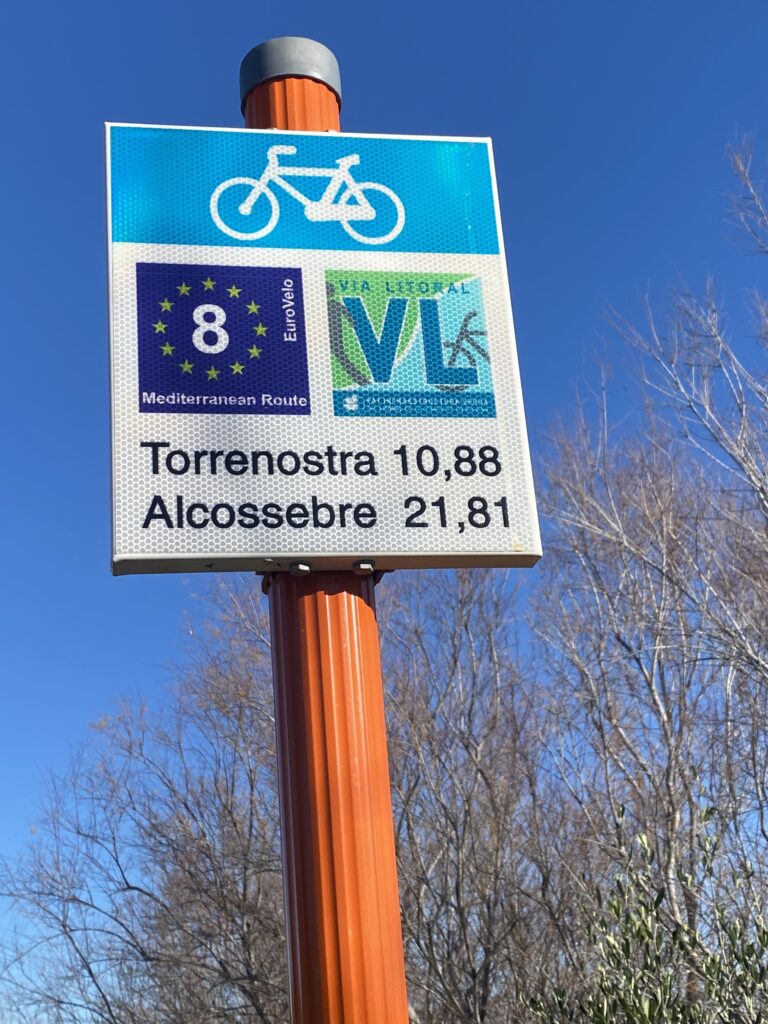 8
EuroVelo
Mediterranean Route
VIA LITORAL
VL
Torrenostra 10,88
Alcossebre 21,81